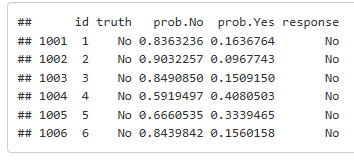 ##      id truth   prob.No  prob.Yes response
## 1001  1    No 0.8363236 0.1636764       No
## 1002  2    No 0.9032257 0.0967743       No
## 1003  3    No 0.8490850 0.1509150       No
## 1004  4    No 0.5919497 0.4080503       No
## 1005  5    No 0.6660535 0.3339465       No
## 1006  6    No 0.8439842 0.1560158       No